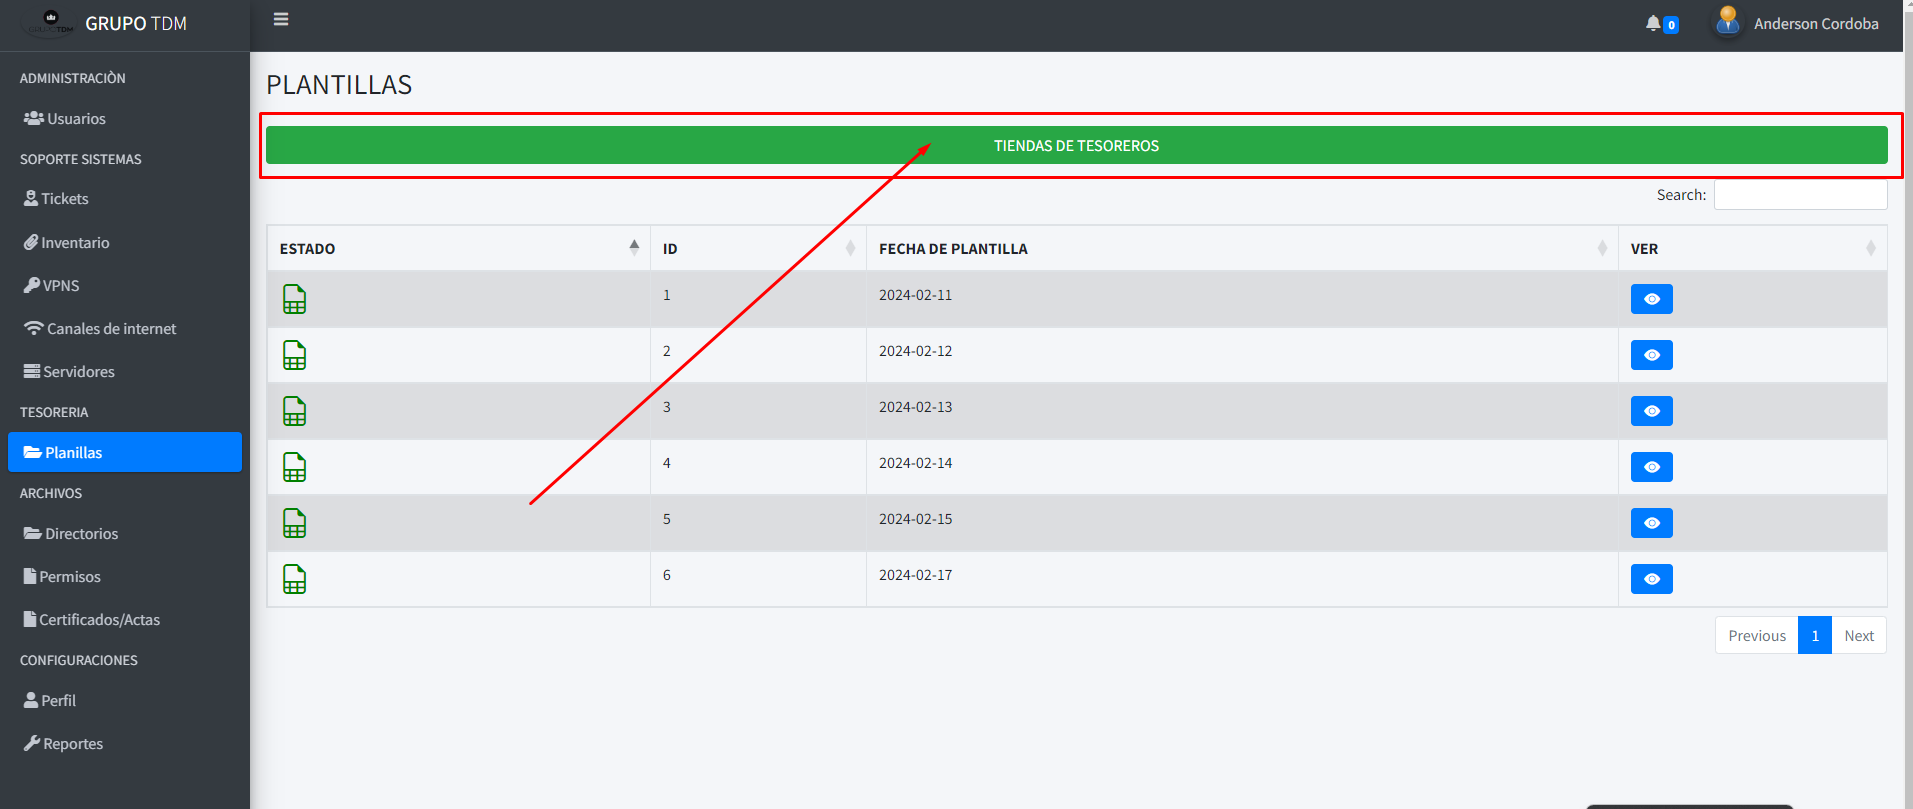 GRUPO TDM
GRUPO TDM
0
Anderson Cordoba
ADMINISTRACIÒN
Usuarios
SOPORTE SISTEMAS
Tickets
Inventario
VPNS
Canales de internet
Servidores
TESORERIA
Planillas
ARCHIVOS
Directorios
Permisos
Certificados/Actas
CONFIGURACIONES
Perfil
Reportes
PLANTILLAS
TIENDAS DE TESOREROS
Search:
ESTADO ID FECHA DE PLANTILLA VER
1 2024-02-11
2 2024-02-12
3 2024-02-13
4 2024-02-14
5 2024-02-15
6 2024-02-17
Previous 1 Next